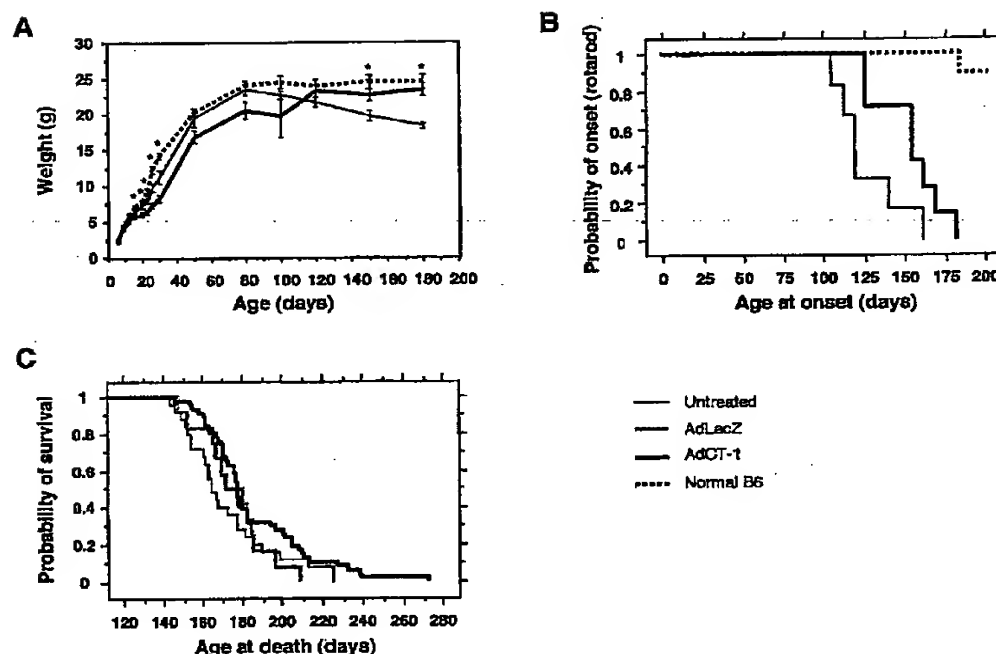 A
Weight (g)
30
25
20
15
10
5
0
0 20 40 60 80 100 120 140 160 180 200
Age (days)
B
Probability of onset (rotarod)
1
0.8
0.6
0.4
0.2
0
0 25 50 75 100 125 150 175 200
Age at onset (days)
C
Probability of survival
1
0.8
0.6
0.4
0.2
0
120 140 160 180 200 220 240 260 280
Age at death (days)
Untreated
AdLacZ
AdCT-1
Normal B6